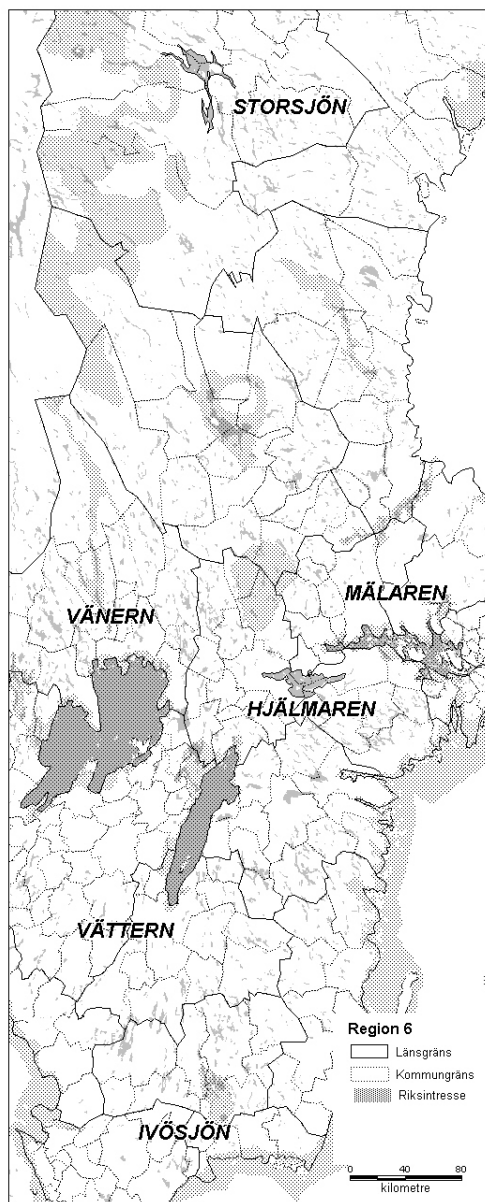 STORSJÖN
MÄLAREN
VÄNERN
HJÄLMAREN
VÄTTERN
Region 6
Länsgräns
Kommungräns
Riksintresse
IVÖSJÖN
0 40 80
kilometre